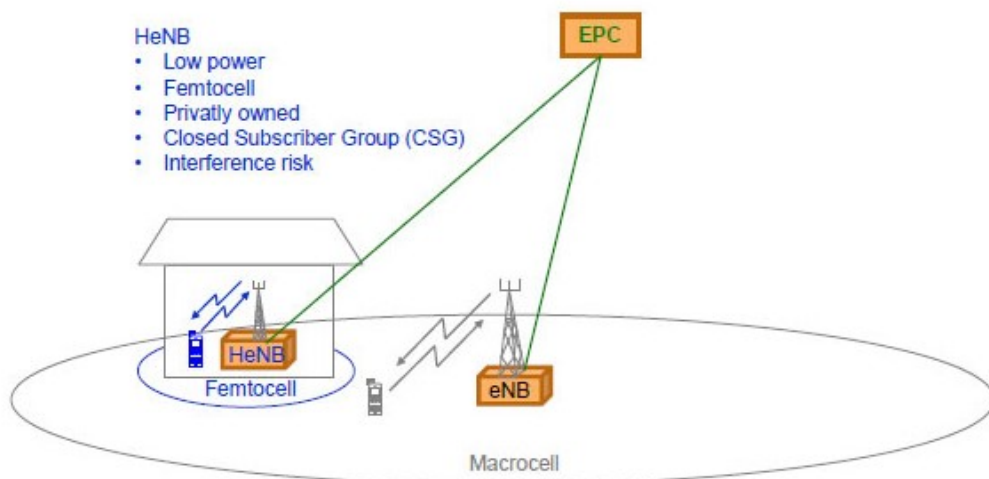 HeNB
• Low power
• Femtocell
• Privatly owned
• Closed Subscriber Group (CSG)
• Interference risk
EPC
HeNB
Femtocell
eNB
Macrocell